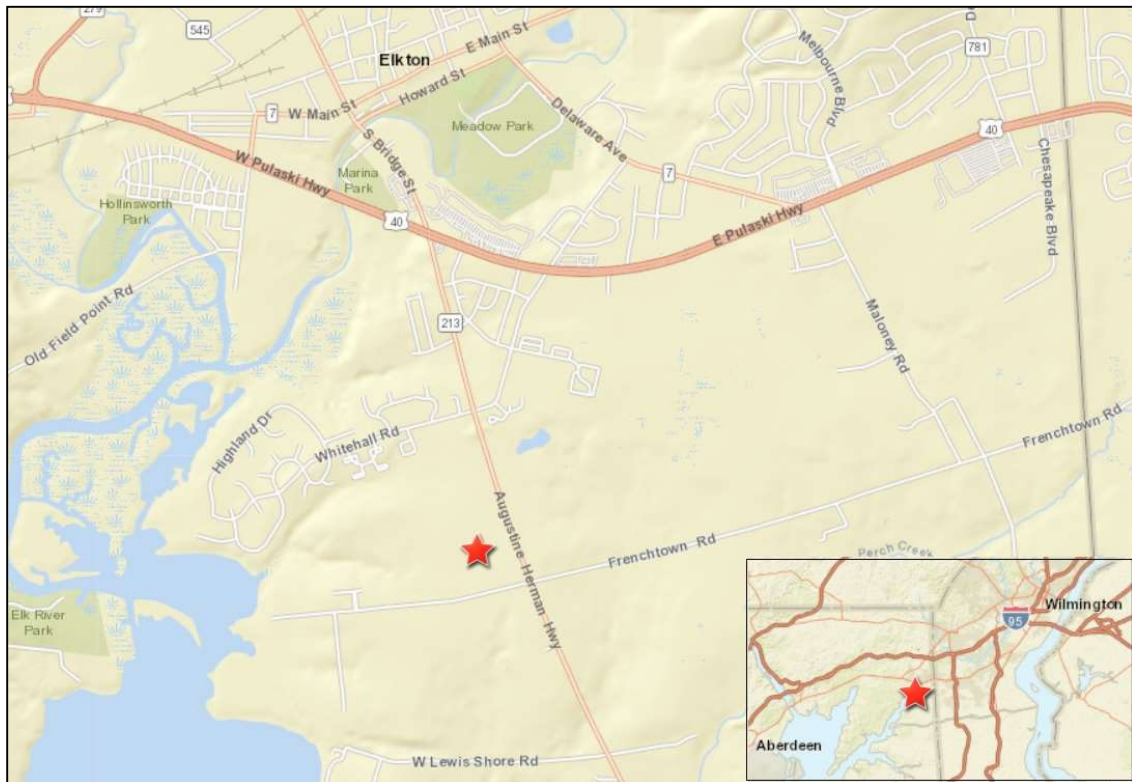 279
545
E Main St
Elkton
Howard St
W Main St
7
S Bridge St
Meadow Park
Delaware Ave
Melbourne Blvd
781
40
Chesapeake Blvd
W Pulaski Hwy
Marina
Park
Hollinsworth
Park
40
7
E Pulaski Hwy
Old Field Point Rd
213
Maloney Rd
Highland Dr
Whitehall Rd
Frenchtown Rd
Augustine Herman Hwy
Frenchtown Rd
Perch Creek
Elk River
Park
W Lewis Shore Rd
Wilmington
95
Aberdeen